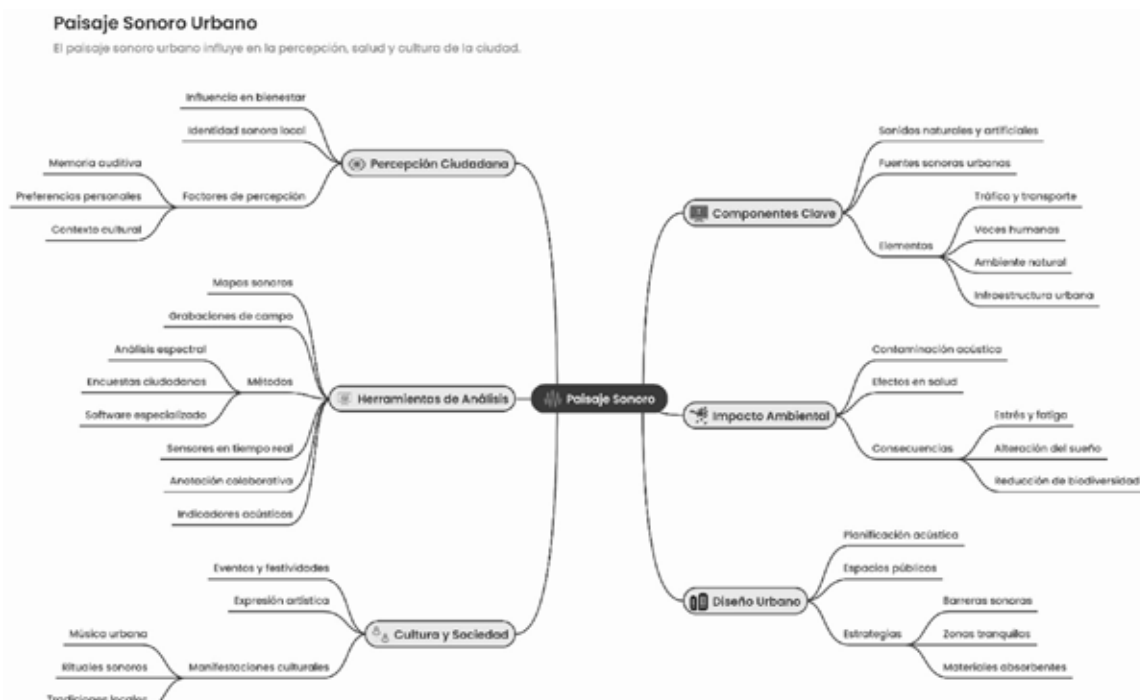 Paisaje Sonoro Urbano
El paisaje sonoro urbano influye en la percepción, salud y cultura de la ciudad.
Influencia en bienestar
Identidad sonora local
Percepción Ciudadana
Memoria auditiva
Preferencias personales
Factores de percepción
Contexto cultural
Mapas sonoros
Grabaciones de campo
Análisis espectral
Encuestas ciudadanas
Métodos
Software especializado
Herramientas de Análisis
Sensores en tiempo real
Anotación colaborativa
Indicadores acústicos
Eventos y festividades
Expresión artística
Cultura y Sociedad
Música urbana
Rituales sonoros
Manifestaciones culturales
Tradiciones locales
Paisaje Sonoro
Sonidos naturales y artificiales
Fuentes sonoras urbanas
Componentes Clave
Tráfico y transporte
Voces humanas
Elementos
Ambiente natural
Infraestructura urbana
Contaminación acústica
Efectos en salud
Impacto Ambiental
Estrés y fatiga
Consecuencias
Alteración del sueño
Reducción de biodiversidad
Planificación acústica
Espacios públicos
Diseño Urbano
Barreras sonoras
Estrategias
Zonas tranquilas
Materiales absorbentes